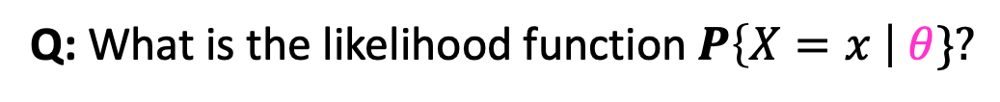 Q: What is the likelihood function P{X = x | θ}?